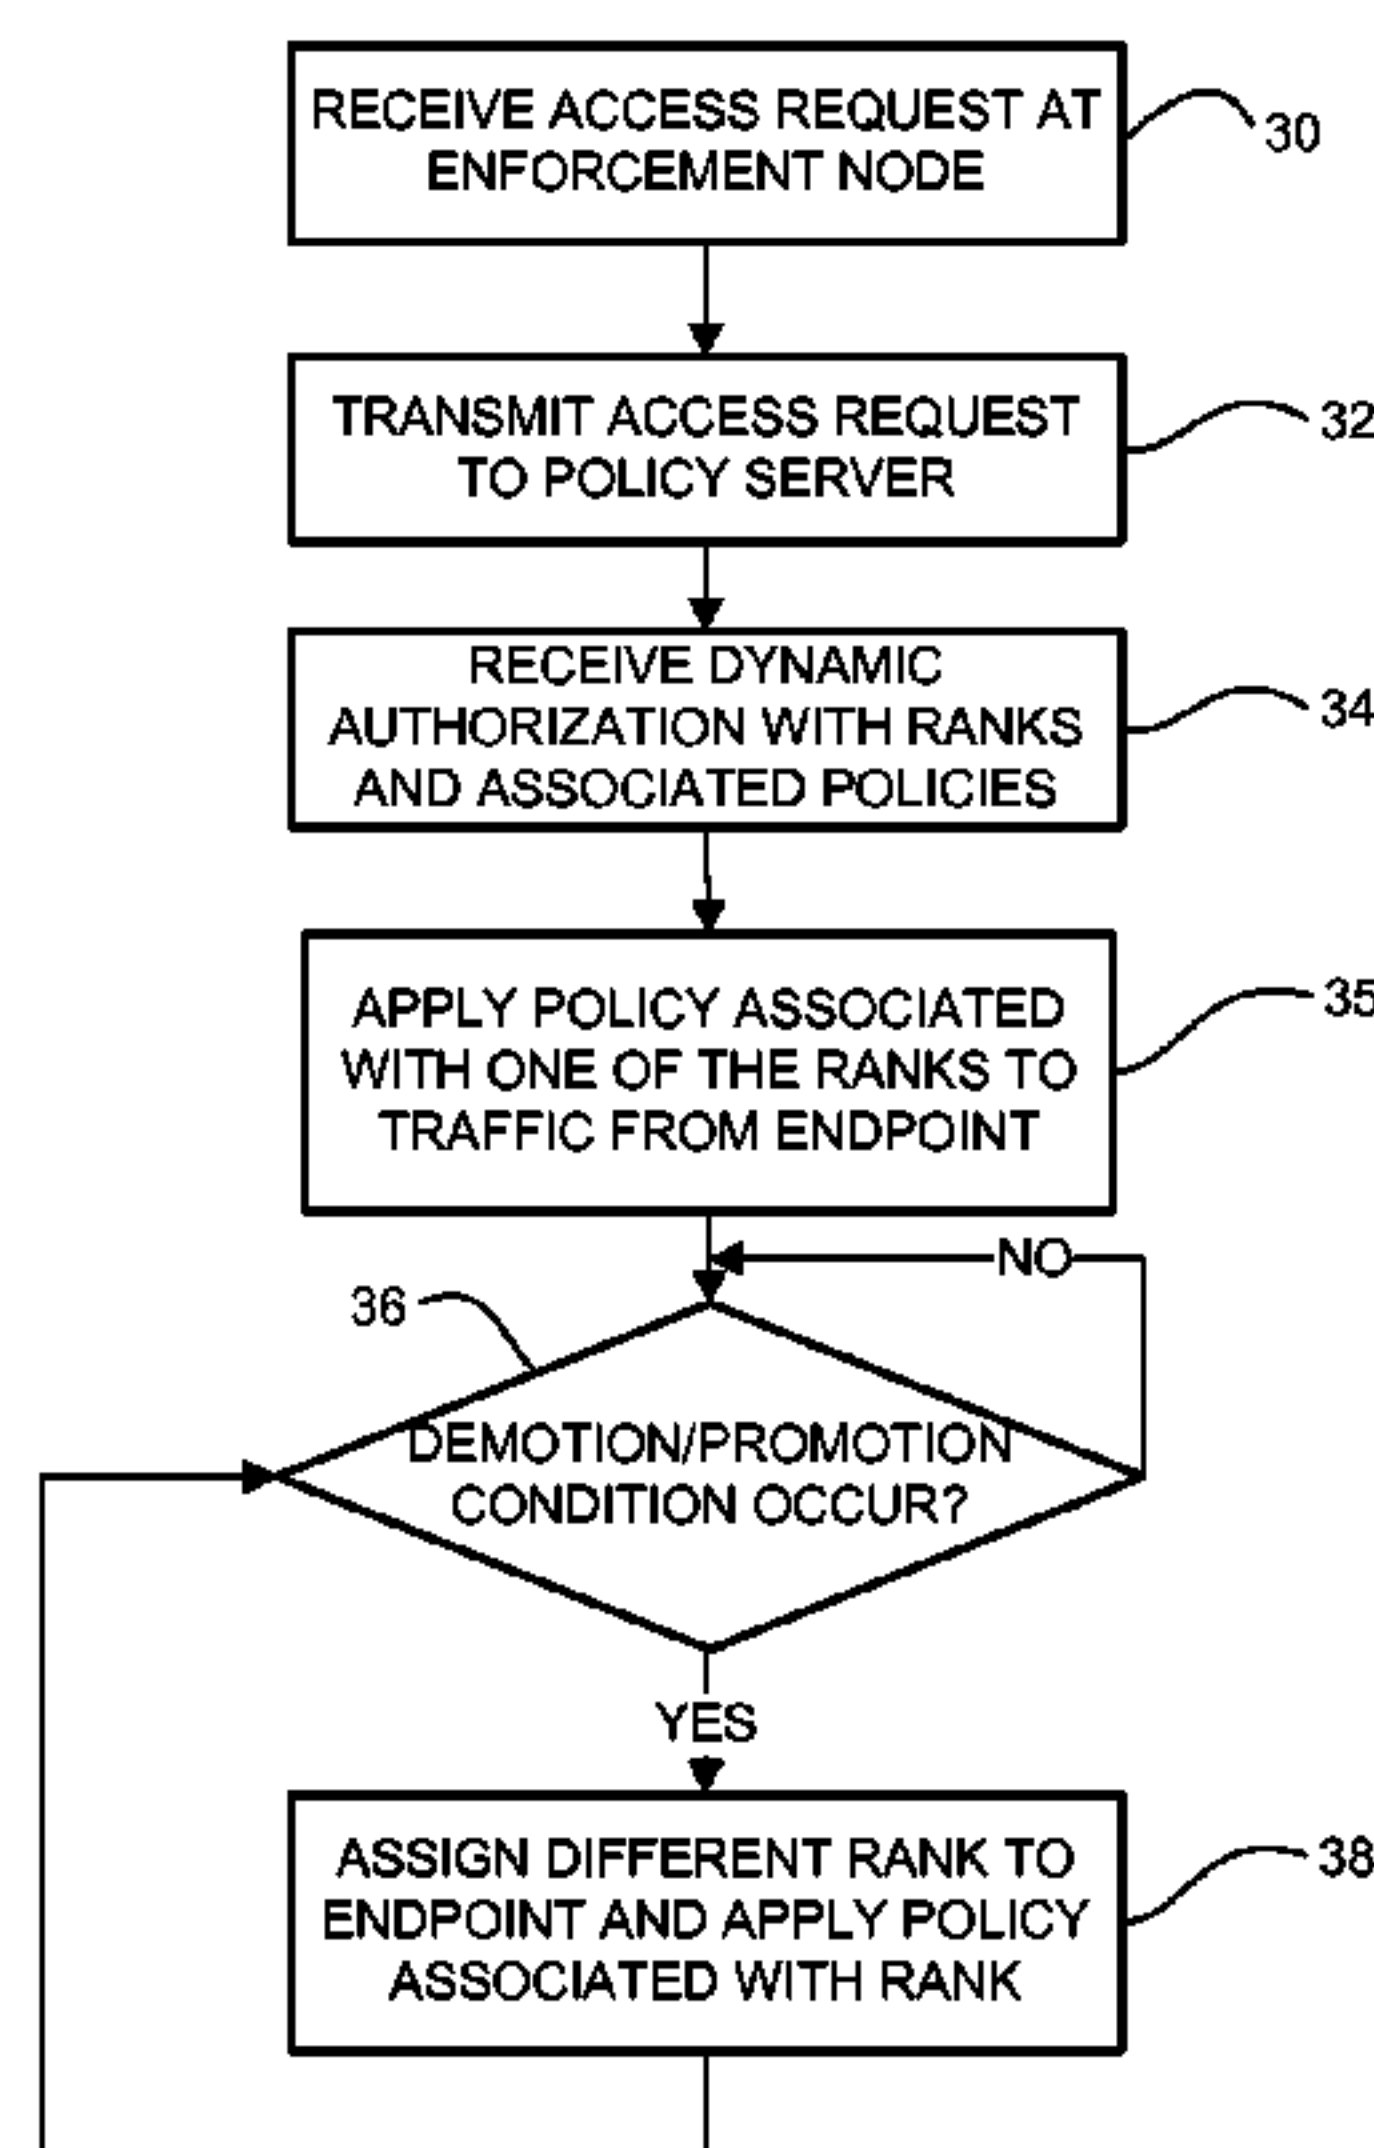 RECEIVE ACCESS REQUEST AT
ENFORCEMENT NODE
30
TRANSMIT ACCESS REQUEST
TO POLICY SERVER
32
RECEIVE DYNAMIC
AUTHORIZATION WITH RANKS
AND ASSOCIATED POLICIES
34
APPLY POLICY ASSOCIATED
WITH ONE OF THE RANKS TO
TRAFFIC FROM ENDPOINT
35
NO
36
DEMOTION/PROMOTION
CONDITION OCCUR?
YES
ASSIGN DIFFERENT RANK TO
ENDPOINT AND APPLY POLICY
ASSOCIATED WITH RANK
38